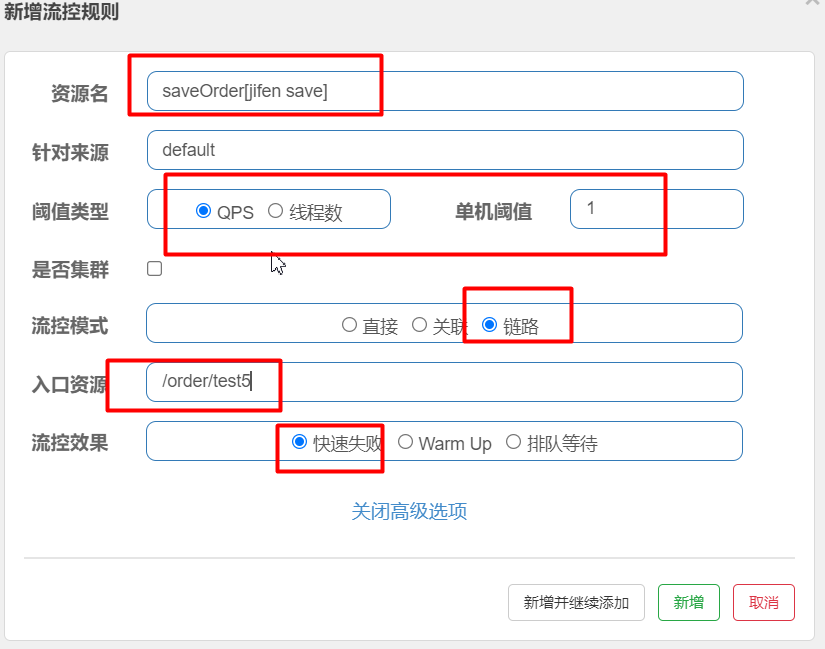 新增流控规则
资源名 saveOrder[jifen save]
针对来源 default
阈值类型 QPS 线程数 单机阈值 1
是否集群
流控模式 直接 关联 链路
入口资源 /order/test5
流控效果 快速失败 Warm Up 排队等待
关闭高级选项
新增并继续添加 新增 取消